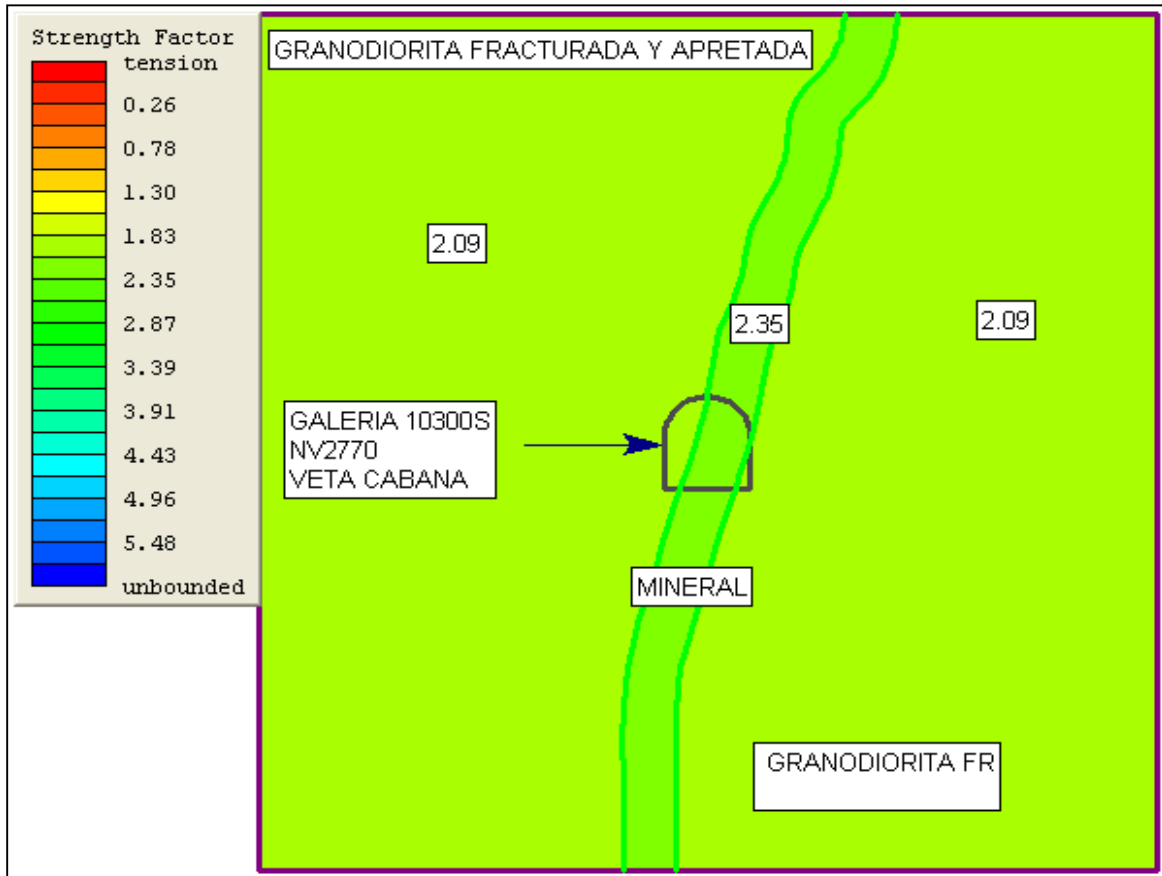 Strength Factor
tension
0.26
0.78
1.30
1.83
2.35
2.87
3.39
3.91
4.43
4.96
5.48
unbounded
GRANODIORITA FRACTURADA Y APRETADA
2.09
2.35
2.09
GALERIA 10300S
NV2770
VETA CABANA
MINERAL
GRANODIORITA FR